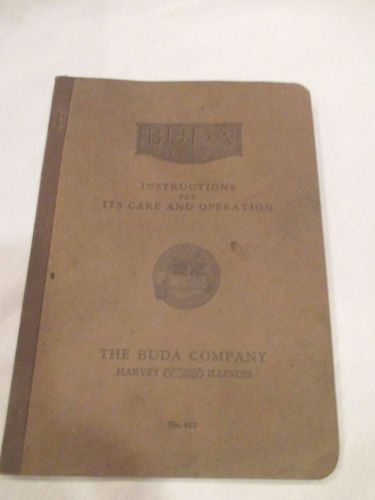 BUDA
INSTRUCTIONS
FOR
ITS CARE AND OPERATION
THE BUDA COMPANY
HARVEY ILLINOIS